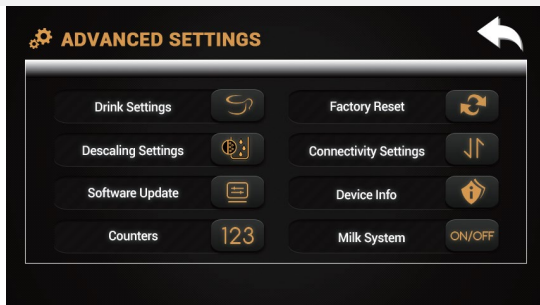 ADVANCED SETTINGS
Drink Settings
Factory Reset
Descaling Settings
Connectivity Settings
Software Update
Device Info
Counters 123
Milk System ON/OFF